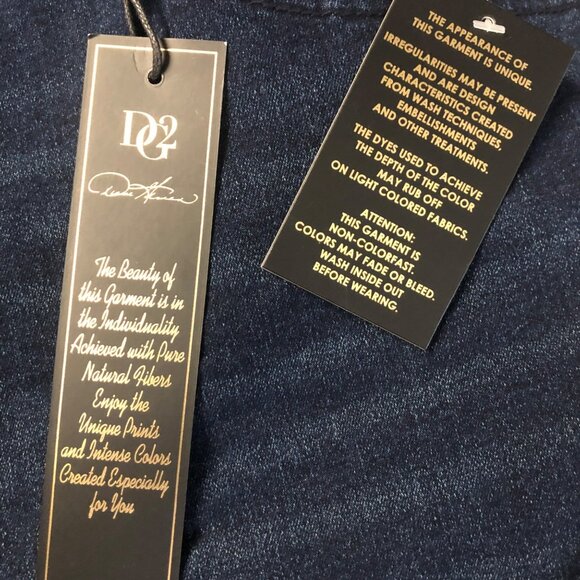 DG2
Diane Gilman
The Beauty of
this Garment is in
the Individuality
Achieved with Pure
Natural Fibers
Enjoy the
Unique Prints
and Intense Colors
Created Especially
for You
THE APPEARANCE OF
THIS GARMENT IS UNIQUE.
IRREGULARITIES MAY BE PRESENT
AND ARE DESIGN
CHARACTERISTICS CREATED
FROM WASH TECHNIQUES,
EMBELLISHMENTS
AND OTHER TREATMENTS.
THE DYES USED TO ACHIEVE
THE DEPTH OF THE COLOR
MAY RUB OFF
ON LIGHT COLORED FABRICS.
ATTENTION:
THIS GARMENT IS
NON-COLORFAST.
COLORS MAY FADE OR BLEED.
WASH INSIDE OUT
BEFORE WEARING.